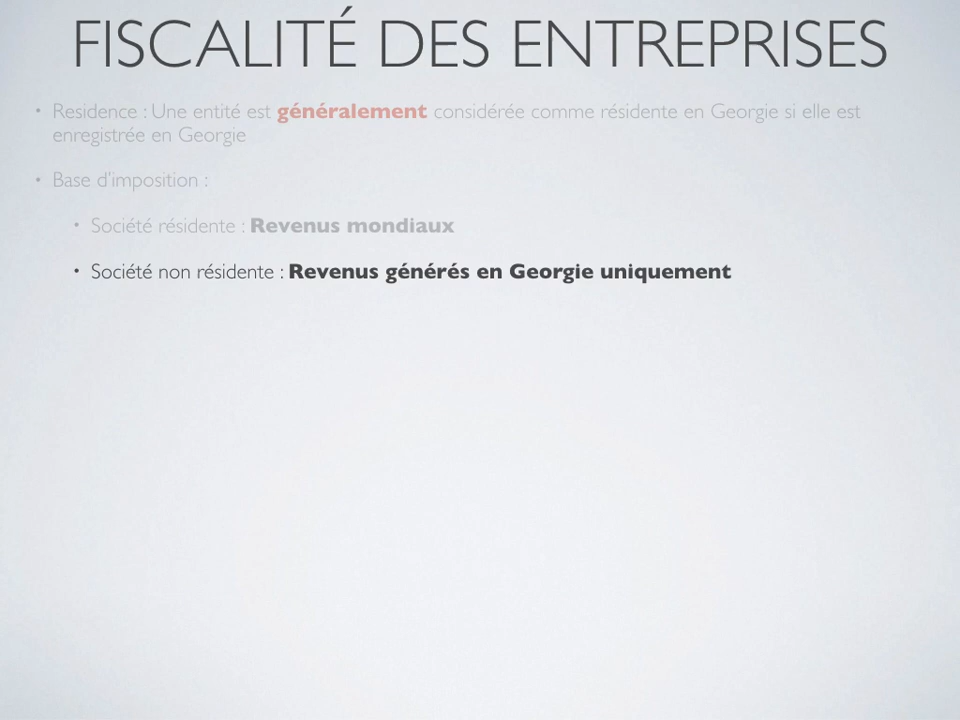 FISCALITÉ DES ENTREPRISES
• Residence : Une entité est généralement considérée comme résidente en Georgie si elle est
enregistrée en Georgie
• Base d'imposition :
• Société résidente : Revenus mondiaux
• Société non résidente : Revenus générés en Georgie uniquement